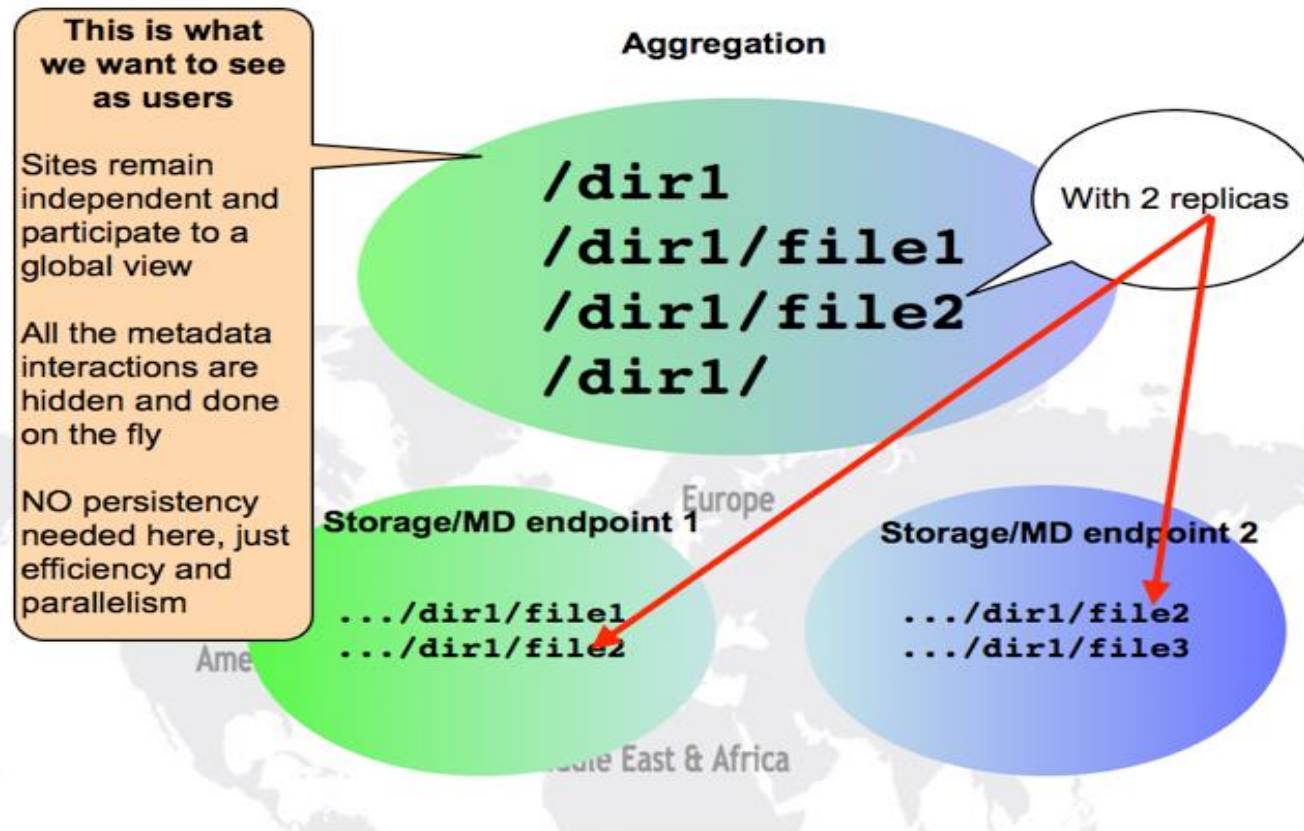 This is what
we want to see
as users
Sites remain
independent and
participate to a
global view
All the metadata
interactions are
hidden and done
on the fly
NO persistency
needed here, just
efficiency and
parallelism
Aggregation
/dir1
/dir1/file1
/dir1/file2
/dir1/
With 2 replicas
Europe
Storage/MD endpoint 1
.../dir1/file1
.../dir1/file2
Storage/MD endpoint 2
.../dir1/file2
.../dir1/file3
Ame
East & Africa